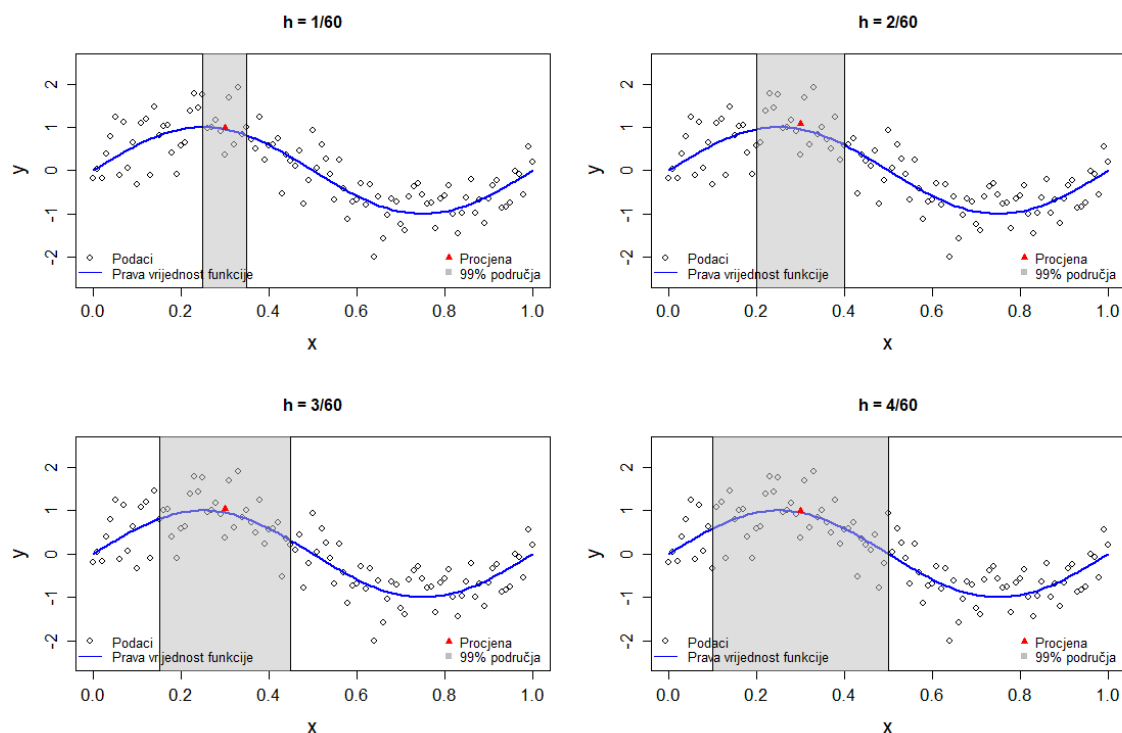 h = 1/60
y
2
1
0
-1
-2
Podaci
Prava vrijednost funkcije
Procjena
99% područja
0.0 0.2 0.4 0.6 0.8 1.0
x
h = 2/60
y
2
1
0
-1
-2
Podaci
Prava vrijednost funkcije
Procjena
99% područja
0.0 0.2 0.4 0.6 0.8 1.0
x
h = 3/60
y
2
1
0
-1
-2
Podaci
Prava vrijednost funkcije
Procjena
99% područja
0.0 0.2 0.4 0.6 0.8 1.0
x
h = 4/60
y
2
1
0
-1
-2
Podaci
Prava vrijednost funkcije
Procjena
99% područja
0.0 0.2 0.4 0.6 0.8 1.0
x